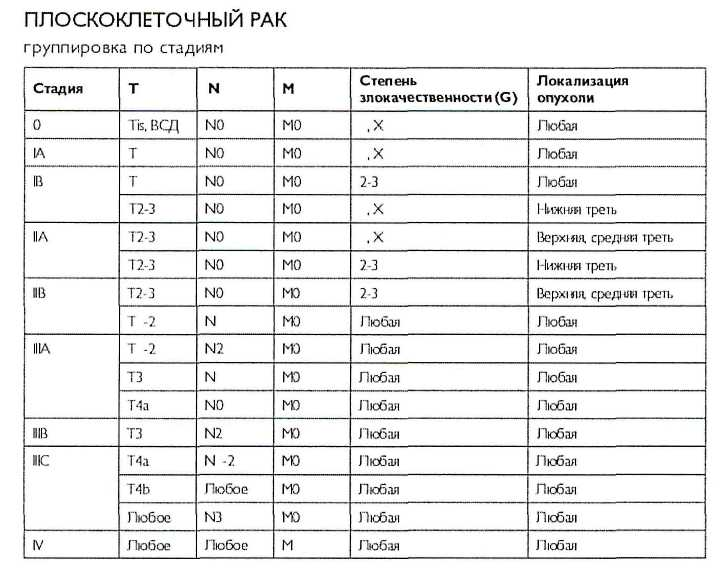 ПЛОСКОКЛЕТОЧНЫЙ РАК
группировка по стадиям
Стадия T N M Степень злокачественности (G) Локализация опухоли
0 Tis, ВСД N0 M0 , X Любая
IA T N0 M0 , X Любая
IB T N0 M0 2-3 Любая
T2-3 N0 M0 , X Нижняя треть
IIA T2-3 N0 M0 , X Верхняя, средняя треть
T2-3 N0 M0 2-3 Нижняя треть
IIB T2-3 N0 M0 2-3 Верхняя, средняя треть
T -2 N M0 Любая Любая
IIIA T -2 N2 M0 Любая Любая
T3 N M0 Любая Любая
T4a N0 M0 Любая Любая
IIIB T3 N2 M0 Любая Любая
IIIC T4a N -2 M0 Любая Любая
T4b Любое M0 Любая Любая
Любое N3 M0 Любая Любая
IV Любое Любое M Любая Любая